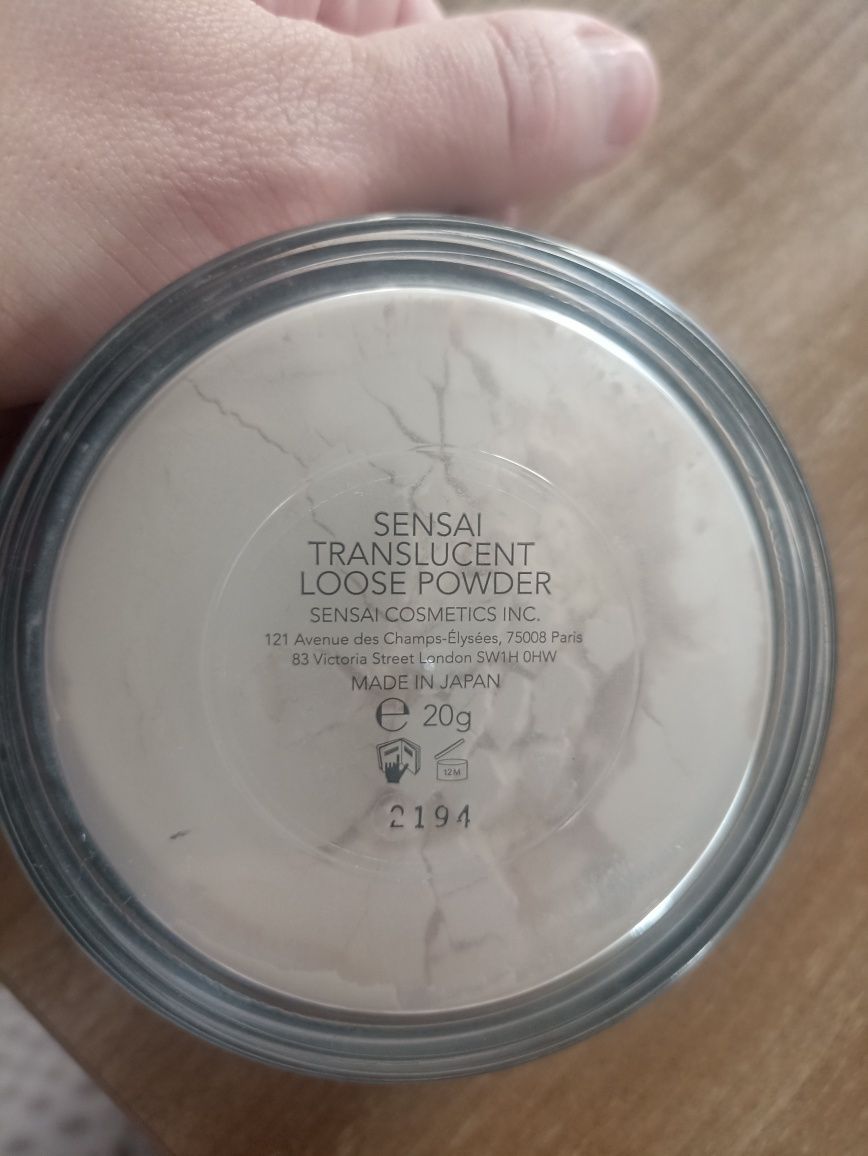 SENSAI
TRANSLUCENT
LOOSE POWDER
SENSAI COSMETICS INC.
121 Avenue des Champs-Élysées, 75008 Paris
83 Victoria Street London SW1H 0HW
MADE IN JAPAN
e 20g
12M
2194